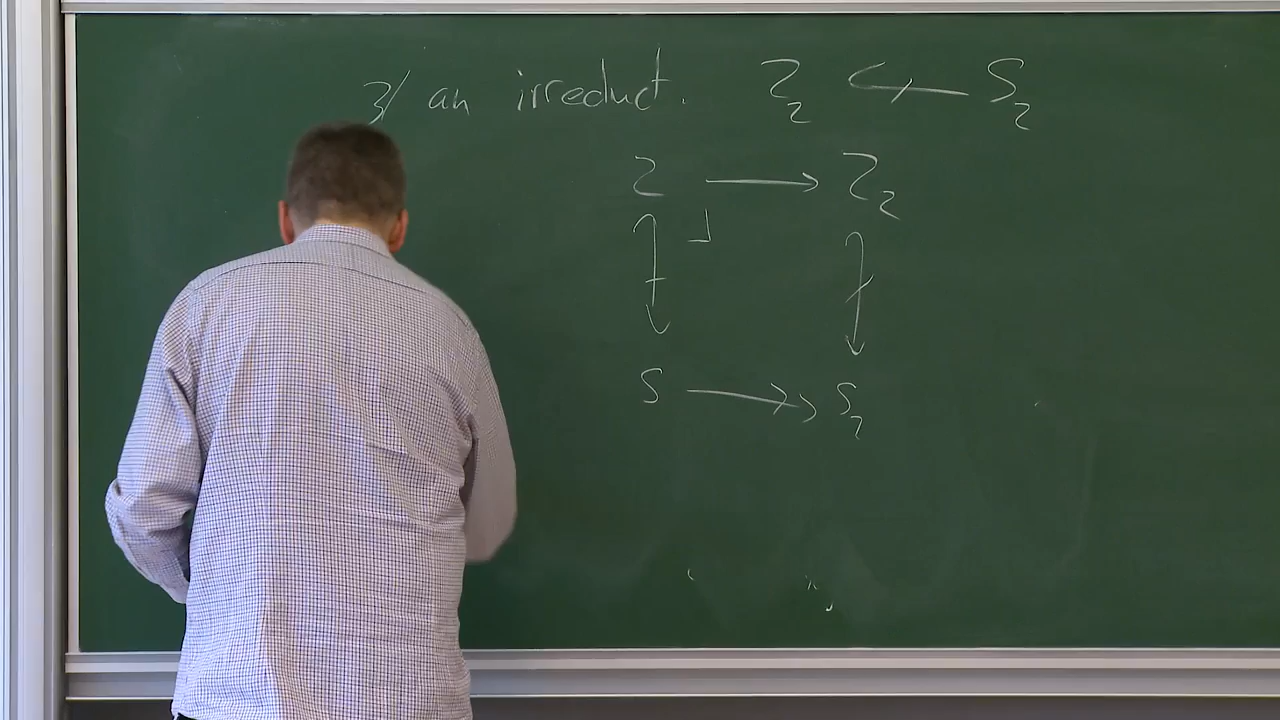 3/ an irreduct. Z₂ ↩ S₂
Z → Z₂
S ↠ S₂